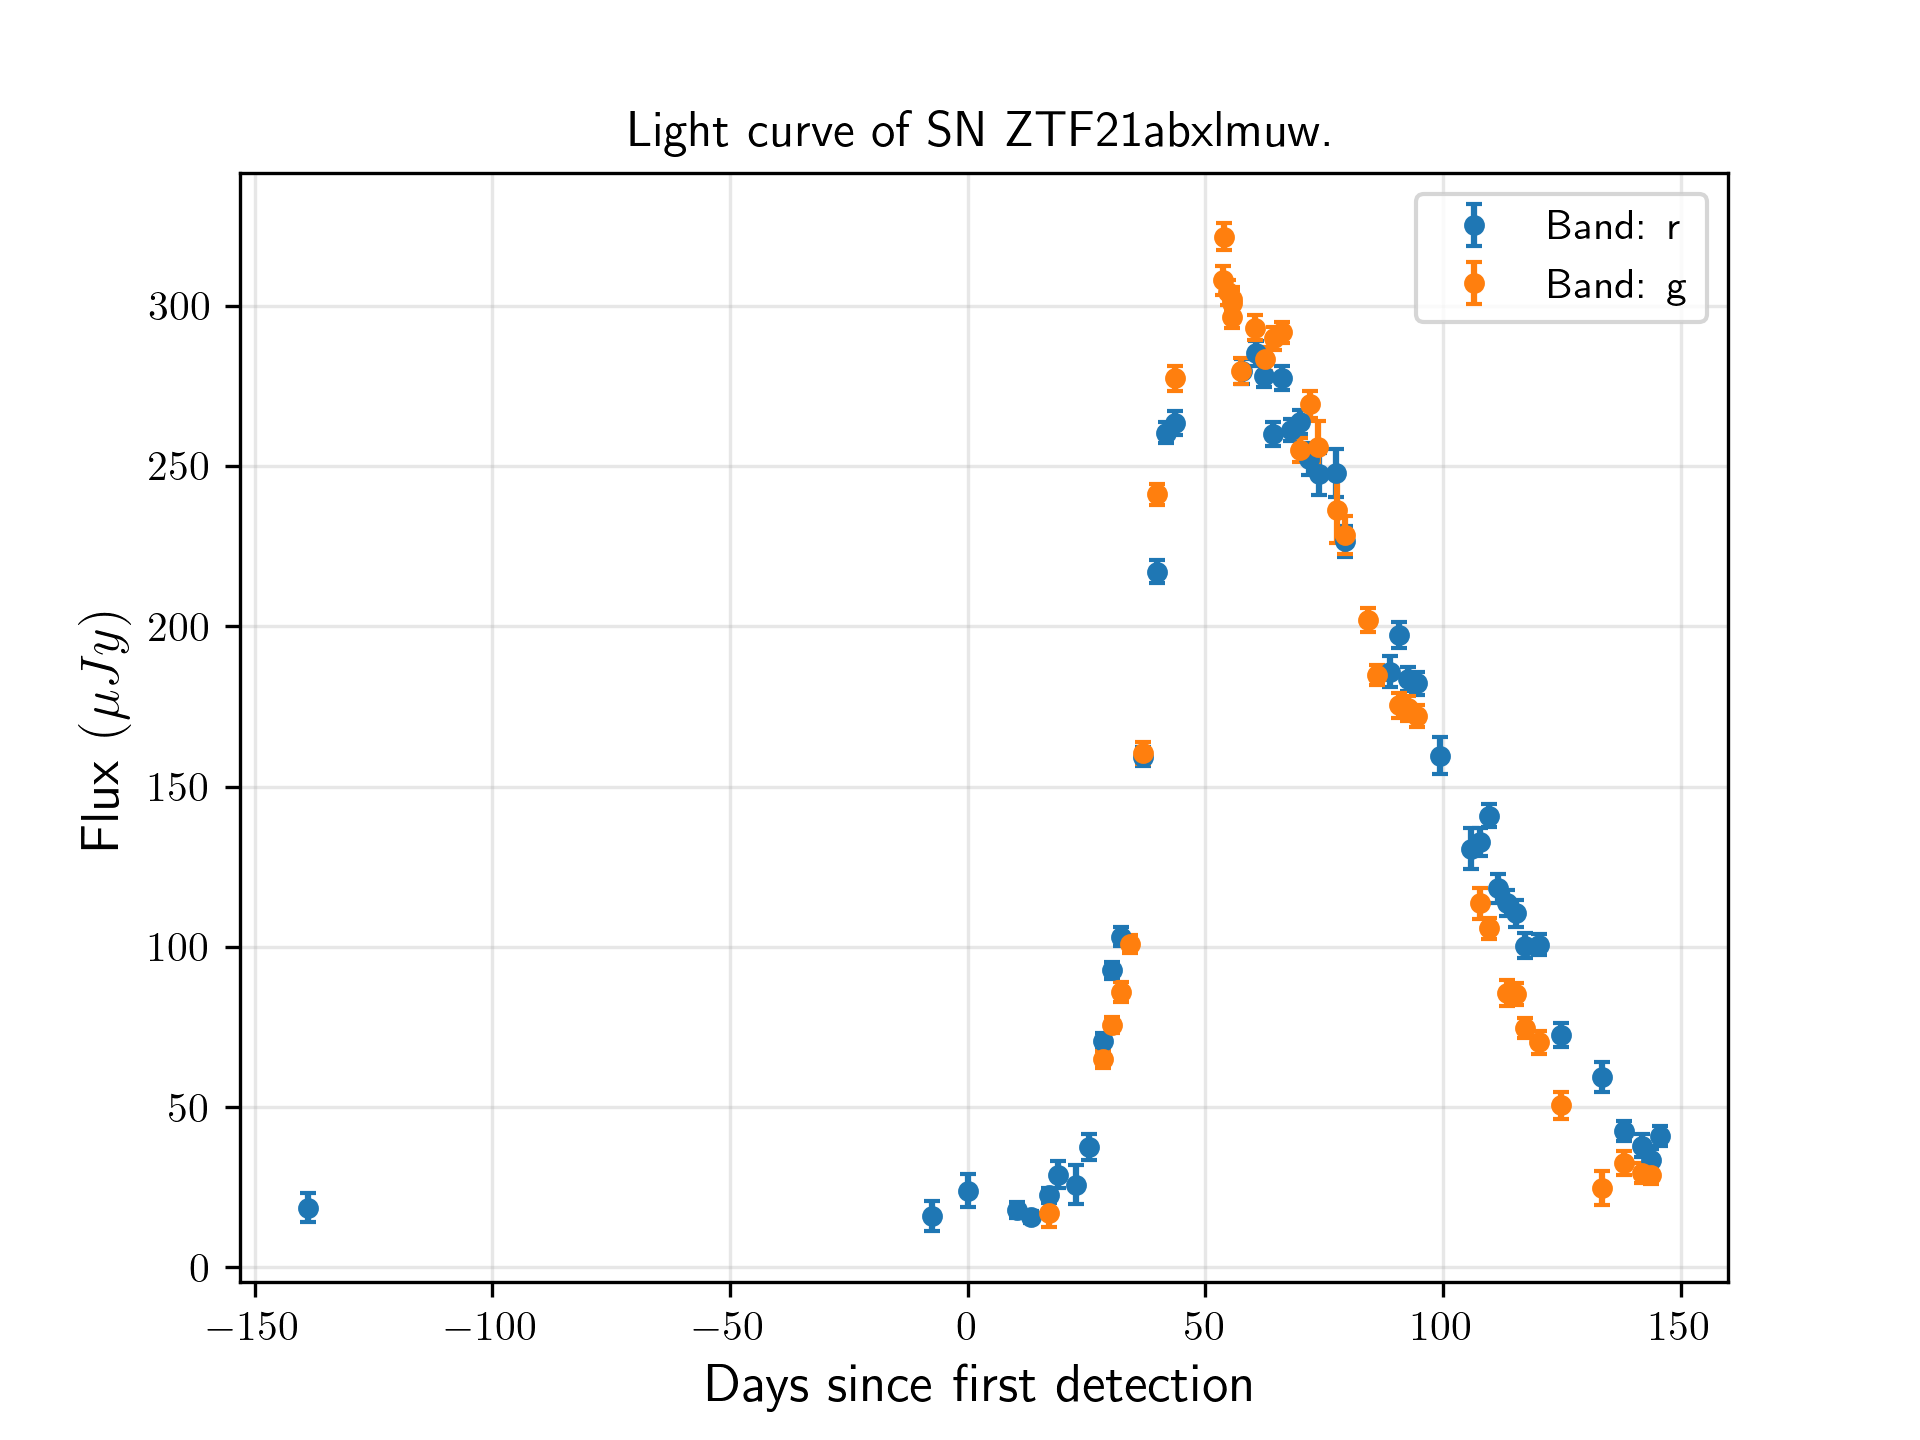 Light curve of SN ZTF21abxlmuw.
Band: r
Band: g
300
250
200
150
100
50
0
Flux (μJy)
−150
−100
−50
0
50
100
150
Days since first detection